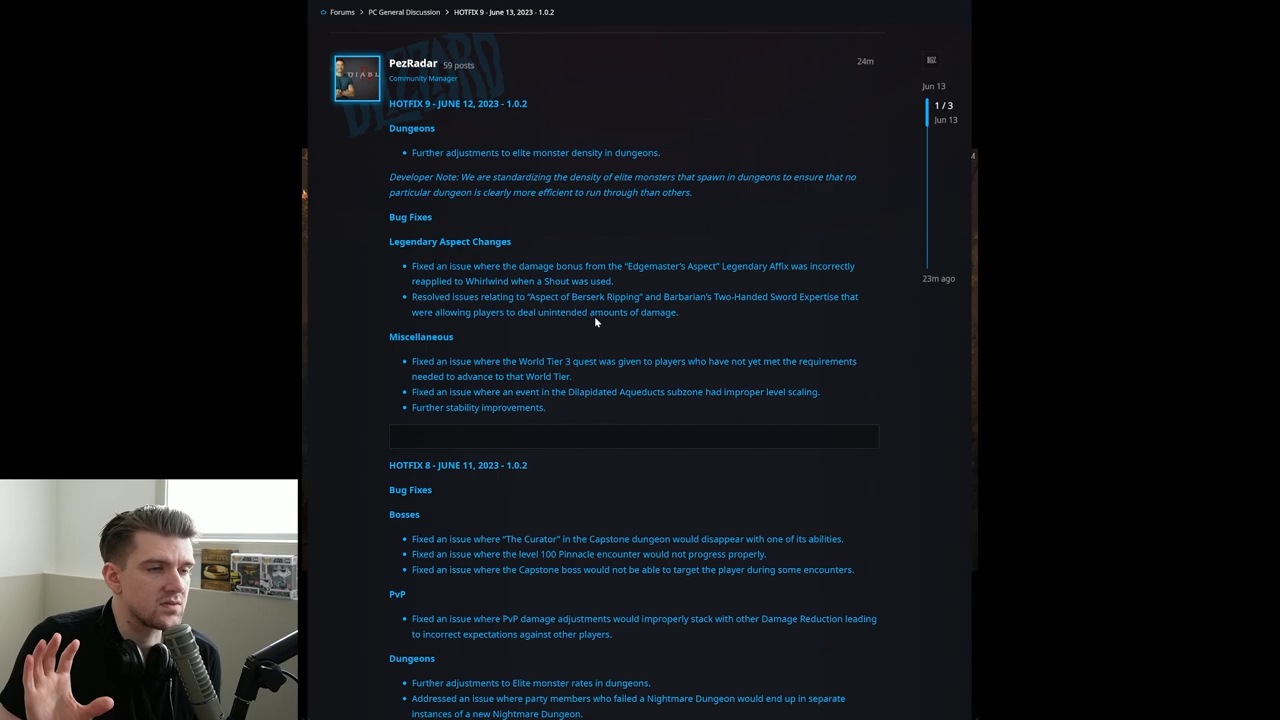 Forums > PC General Discussion > HOTFIX 9 - June 13, 2023 - 1.0.2
PezRadar 59 posts
24m
Community Manager
DIABL
Jun 13
1 / 3
Jun 13
HOTFIX 9 - JUNE 12, 2023 - 1.0.2
Dungeons
• Further adjustments to elite monster density in dungeons.
Developer Note: We are standardizing the density of elite monsters that spawn in dungeons to ensure that no
particular dungeon is clearly more efficient to run through than others.
Bug Fixes
Legendary Aspect Changes
• Fixed an issue where the damage bonus from the “Edgemaster’s Aspect” Legendary Affix was incorrectly
reapplied to Whirlwind when a Shout was used.
• Resolved issues relating to “Aspect of Berserk Ripping” and Barbarian’s Two-Handed Sword Expertise that
were allowing players to deal unintended amounts of damage.
23m ago
Miscellaneous
• Fixed an issue where the World Tier 3 quest was given to players who have not yet met the requirements
needed to advance to that World Tier.
• Fixed an issue where an event in the Dilapidated Aqueducts subzone had improper level scaling.
• Further stability improvements.
HOTFIX 8 - JUNE 11, 2023 - 1.0.2
Bug Fixes
Bosses
• Fixed an issue where “The Curator” in the Capstone dungeon would disappear with one of its abilities.
• Fixed an issue where the level 100 Pinnacle encounter would not progress properly.
• Fixed an issue where the Capstone boss would not be able to target the player during some encounters.
PvP
• Fixed an issue where PvP damage adjustments would improperly stack with other Damage Reduction leading
to incorrect expectations against other players.
Dungeons
• Further adjustments to Elite monster rates in dungeons.
• Addressed an issue where party members who failed a Nightmare Dungeon would end up in separate
instances of a new Nightmare Dungeon.
BLIZZARD